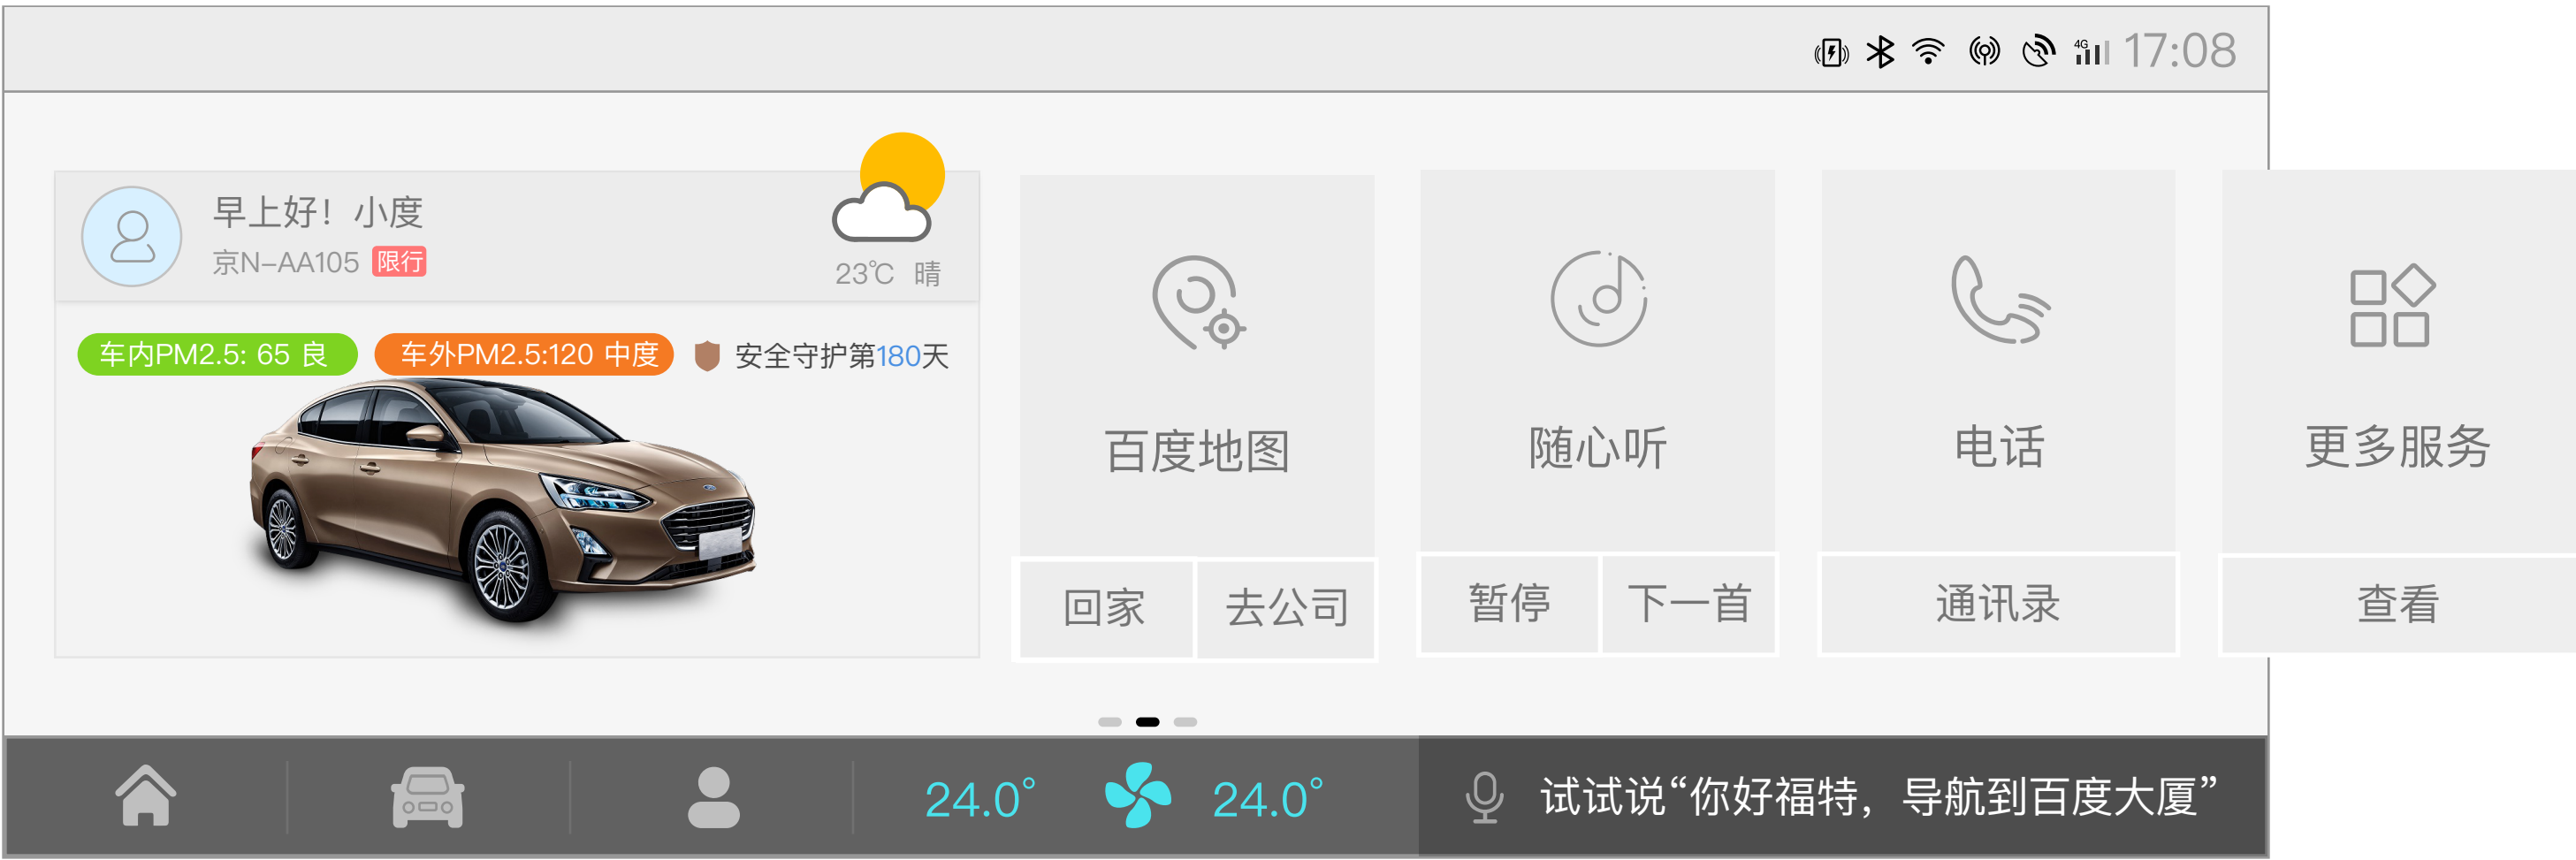 4G 17:08
早上好！小度
京N-AA105 限行
23℃ 晴
车内PM2.5: 65 良
车外PM2.5:120 中度
安全守护第180天
百度地图
回家
去公司
随心听
暂停
下一首
电话
通讯录
更多服务
查看
24.0°
24.0°
试试说“你好福特，导航到百度大厦”